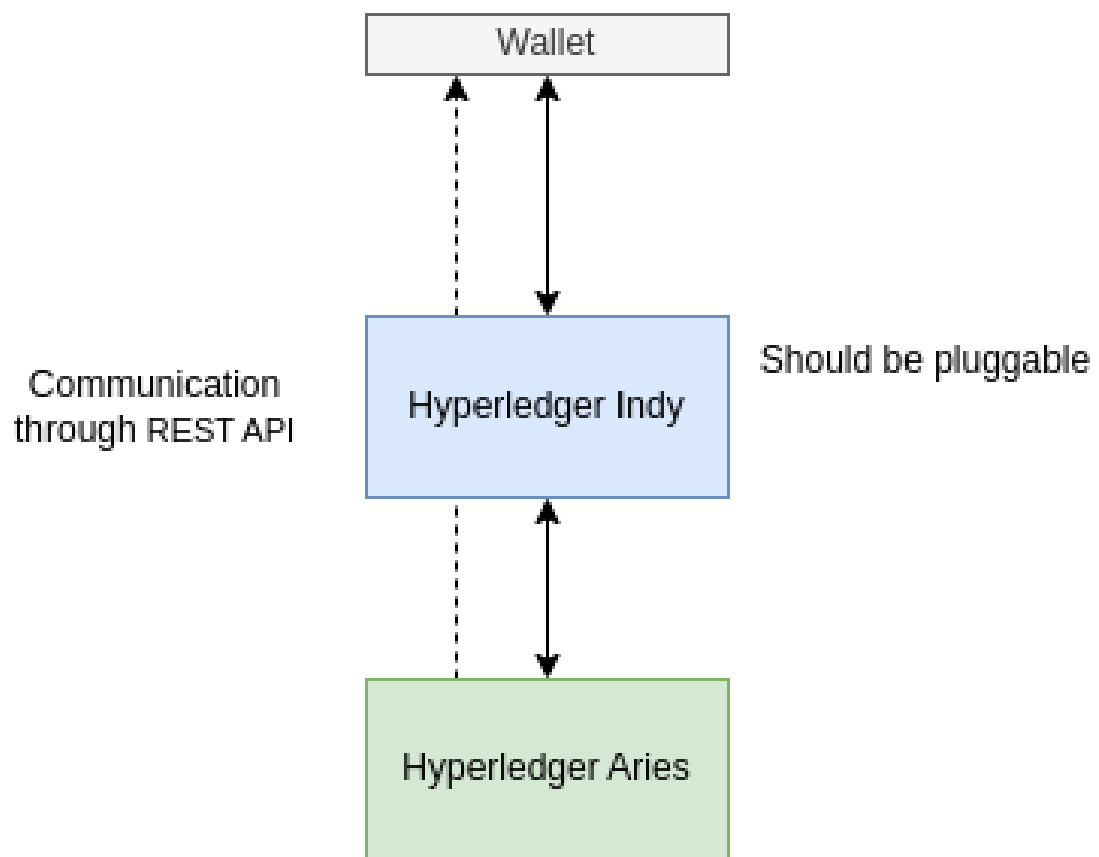 Wallet
Communication
through REST API
Hyperledger Indy
Should be pluggable
Hyperledger Aries